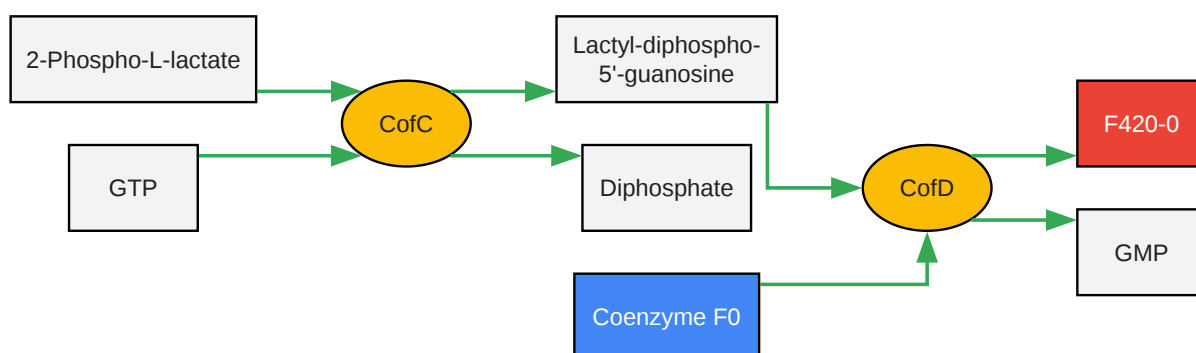 2-Phospho-L-lactate
GTP
CofC
Lactyl-diphospho-
5'-guanosine
Diphosphate
Coenzyme F0
CofD
F420-0
GMP